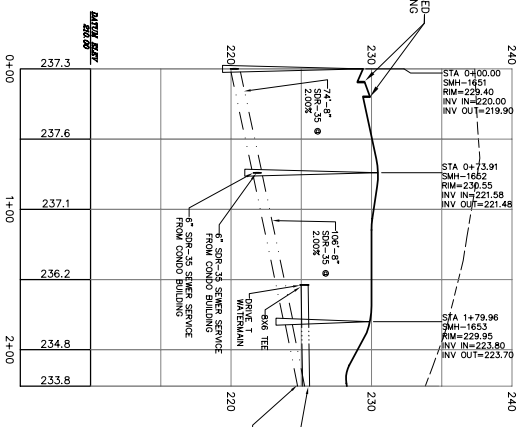 ED
NG
240
240
230
230
220
220
STA 0+00.00
SMH-1651
RIM=229.40
INV IN=220.00
INV OUT=219.90
STA 0+73.91
SMH-1652
RIM=230.55
INV IN=221.58
INV OUT=221.48
STA 1+79.96
SMH-1653
RIM=229.95
INV IN=223.80
INV OUT=223.70
74'-8"
SDR-35 @
2.00%
106'-8"
SDR-35 @
2.00%
8X6 TEE
DRIVE T
WATERMAIN
6" SDR-35 SEWER SERVICE
FROM CONDO BUILDING
6" SDR-35 SEWER SERVICE
FROM CONDO BUILDING
DATUM ELEV
210.00
237.3
237.6
237.1
236.2
234.8
233.8
0+00
1+00
2+00